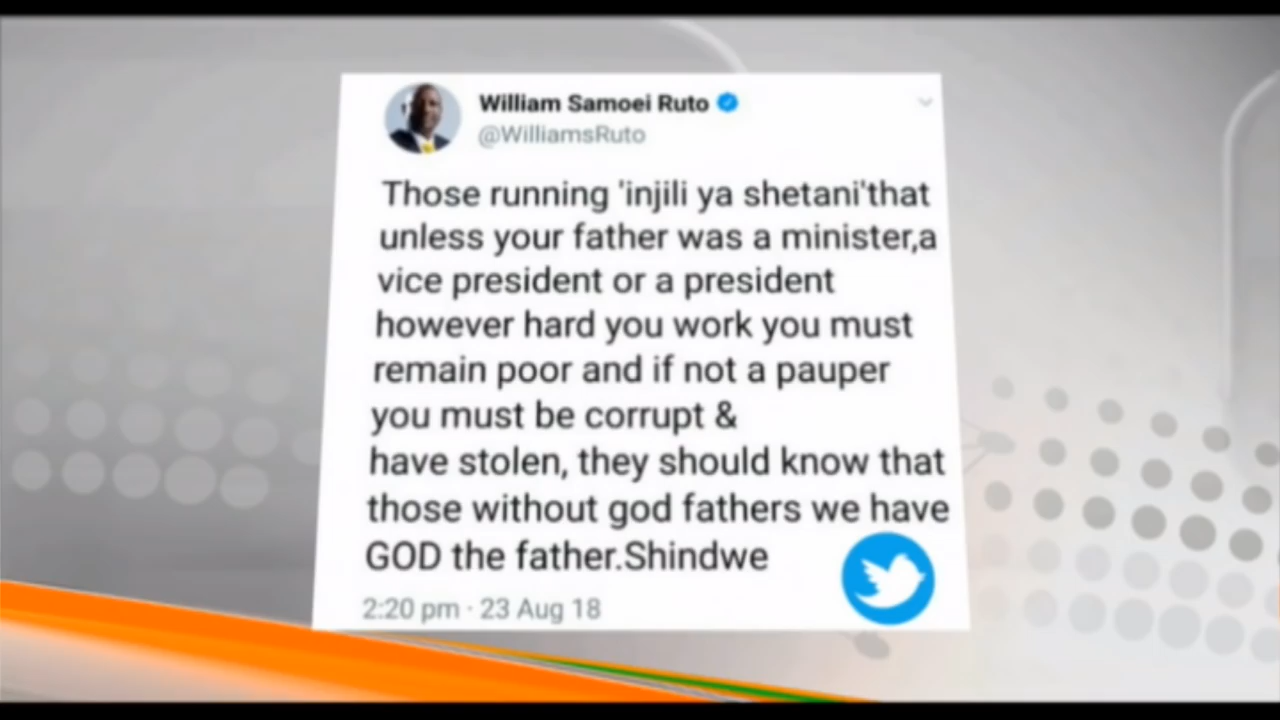 William Samoei Ruto
@WilliamsRuto
Those running 'injili ya shetani'that
unless your father was a minister,a
vice president or a president
however hard you work you must
remain poor and if not a pauper
you must be corrupt &
have stolen, they should know that
those without god fathers we have
GOD the father.Shindwe
2:20 pm · 23 Aug 18